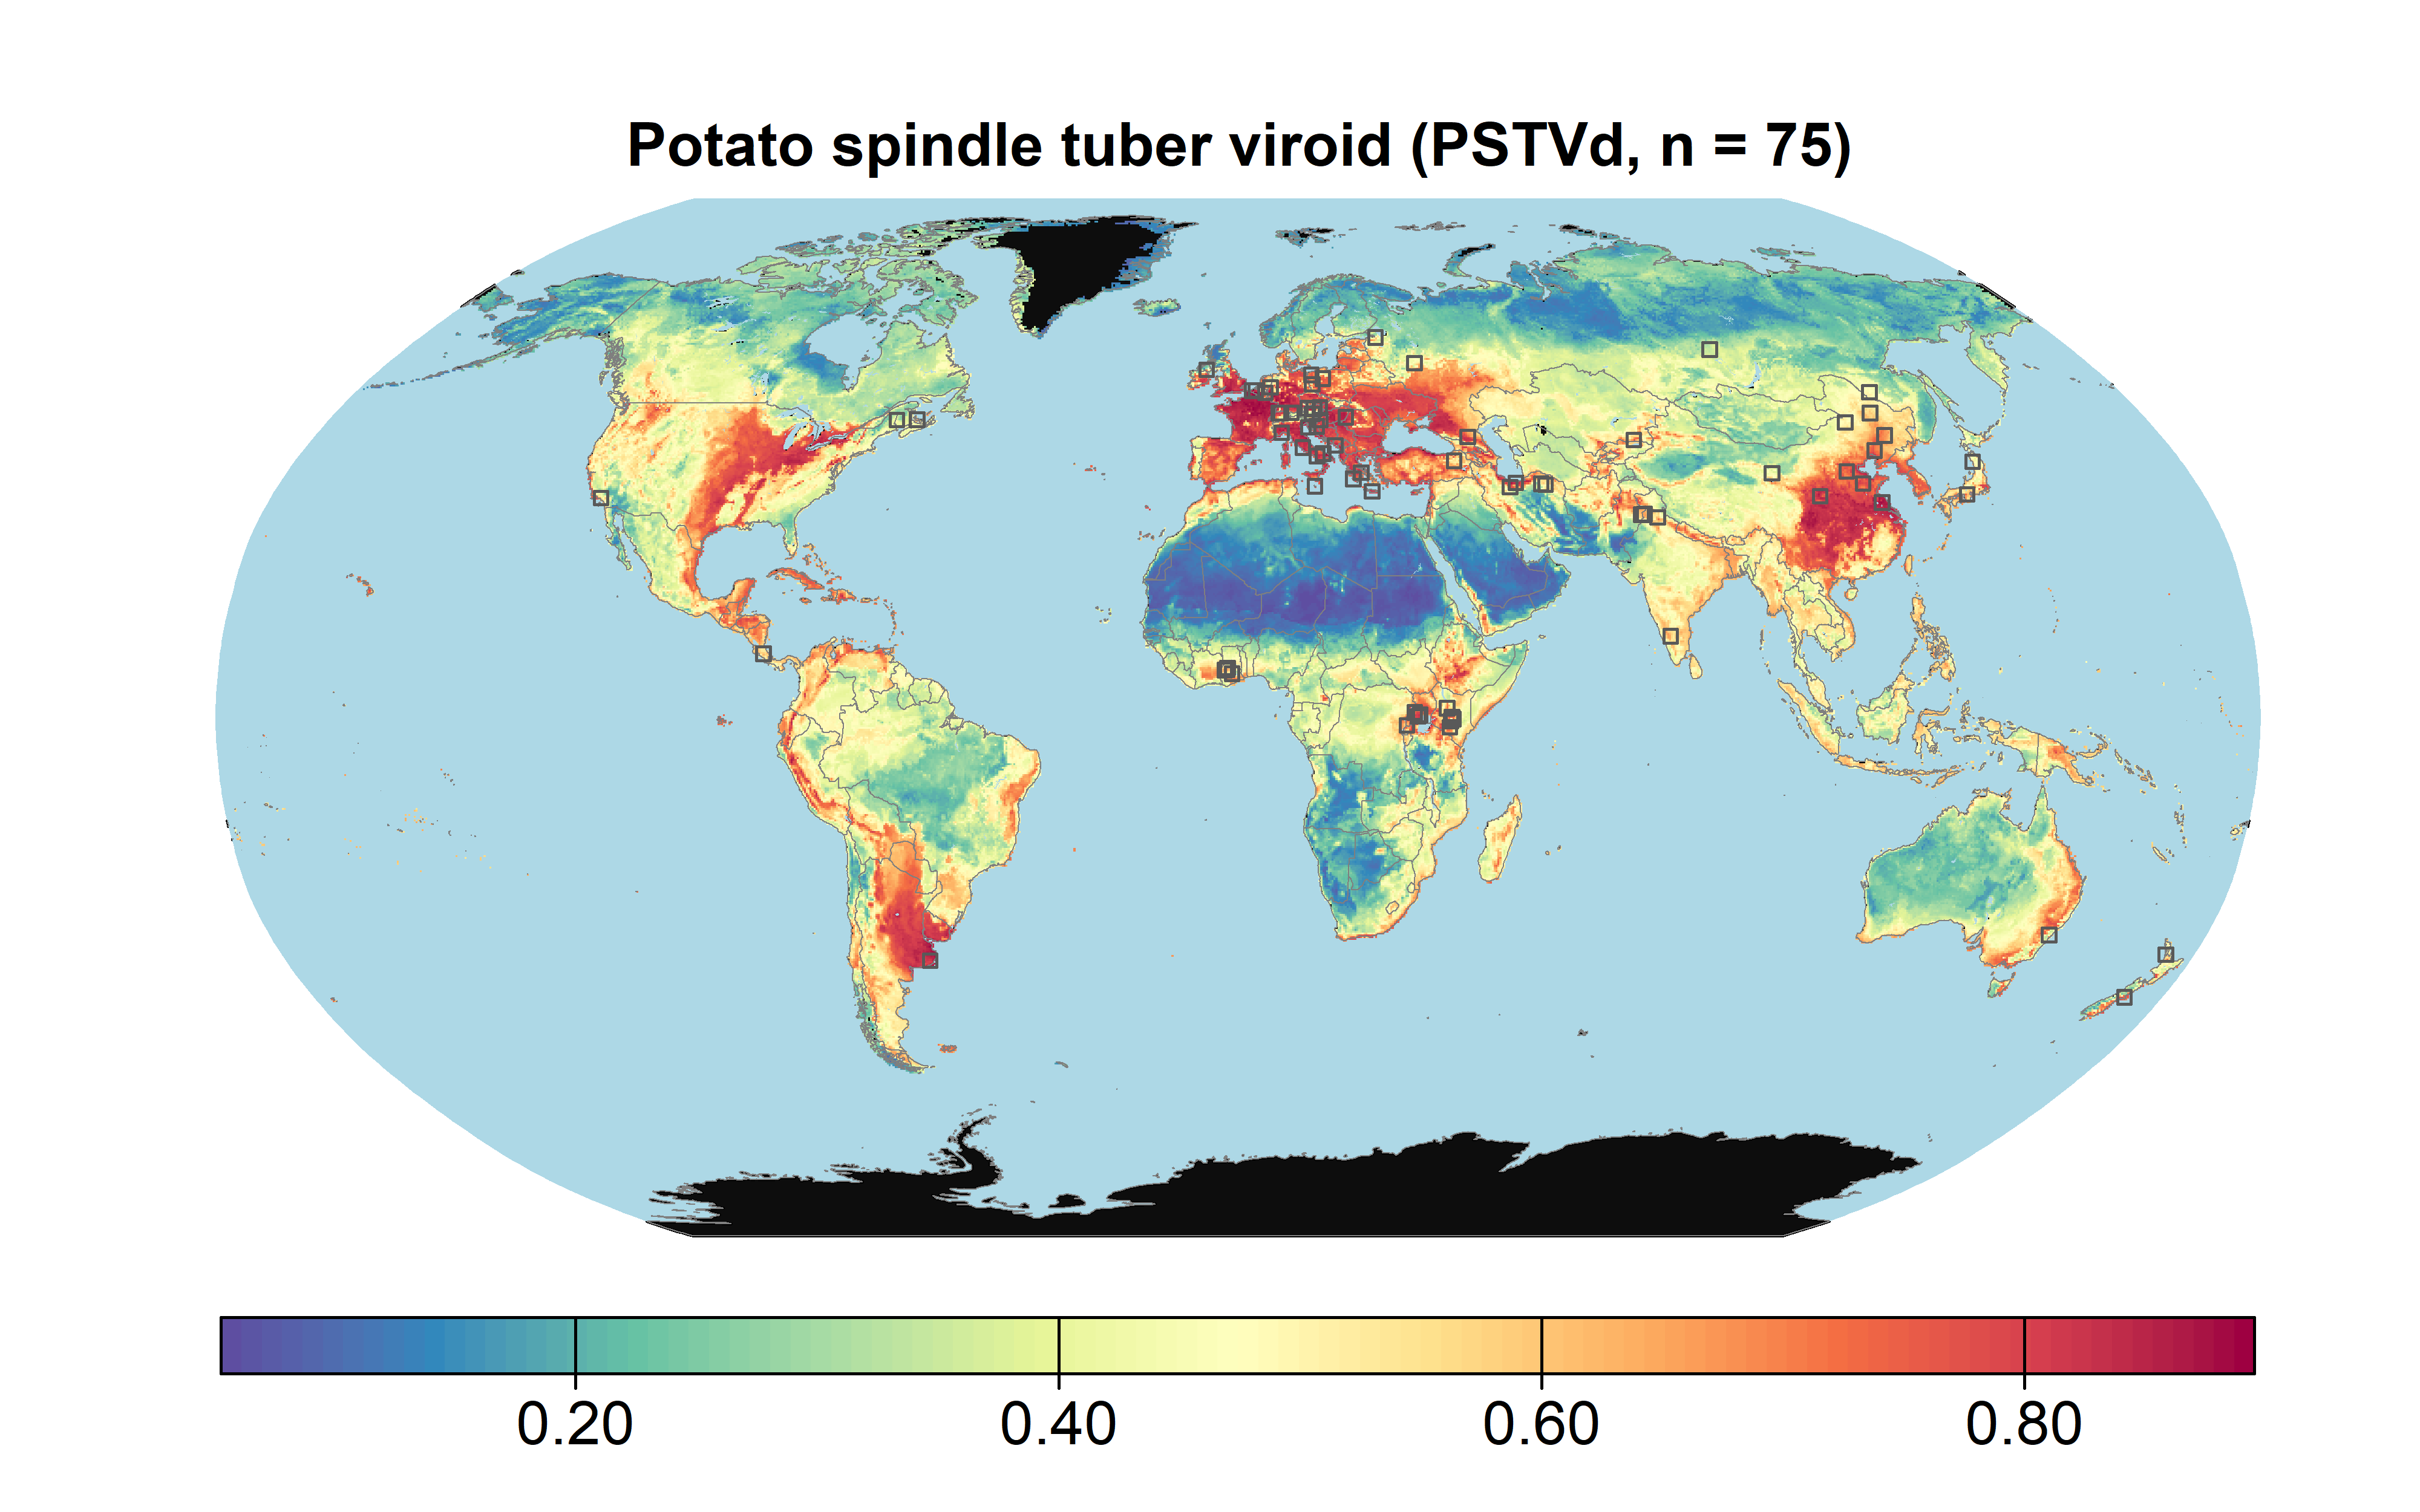 Potato spindle tuber viroid (PSTVd, n = 75)
0.20 0.40 0.60 0.80